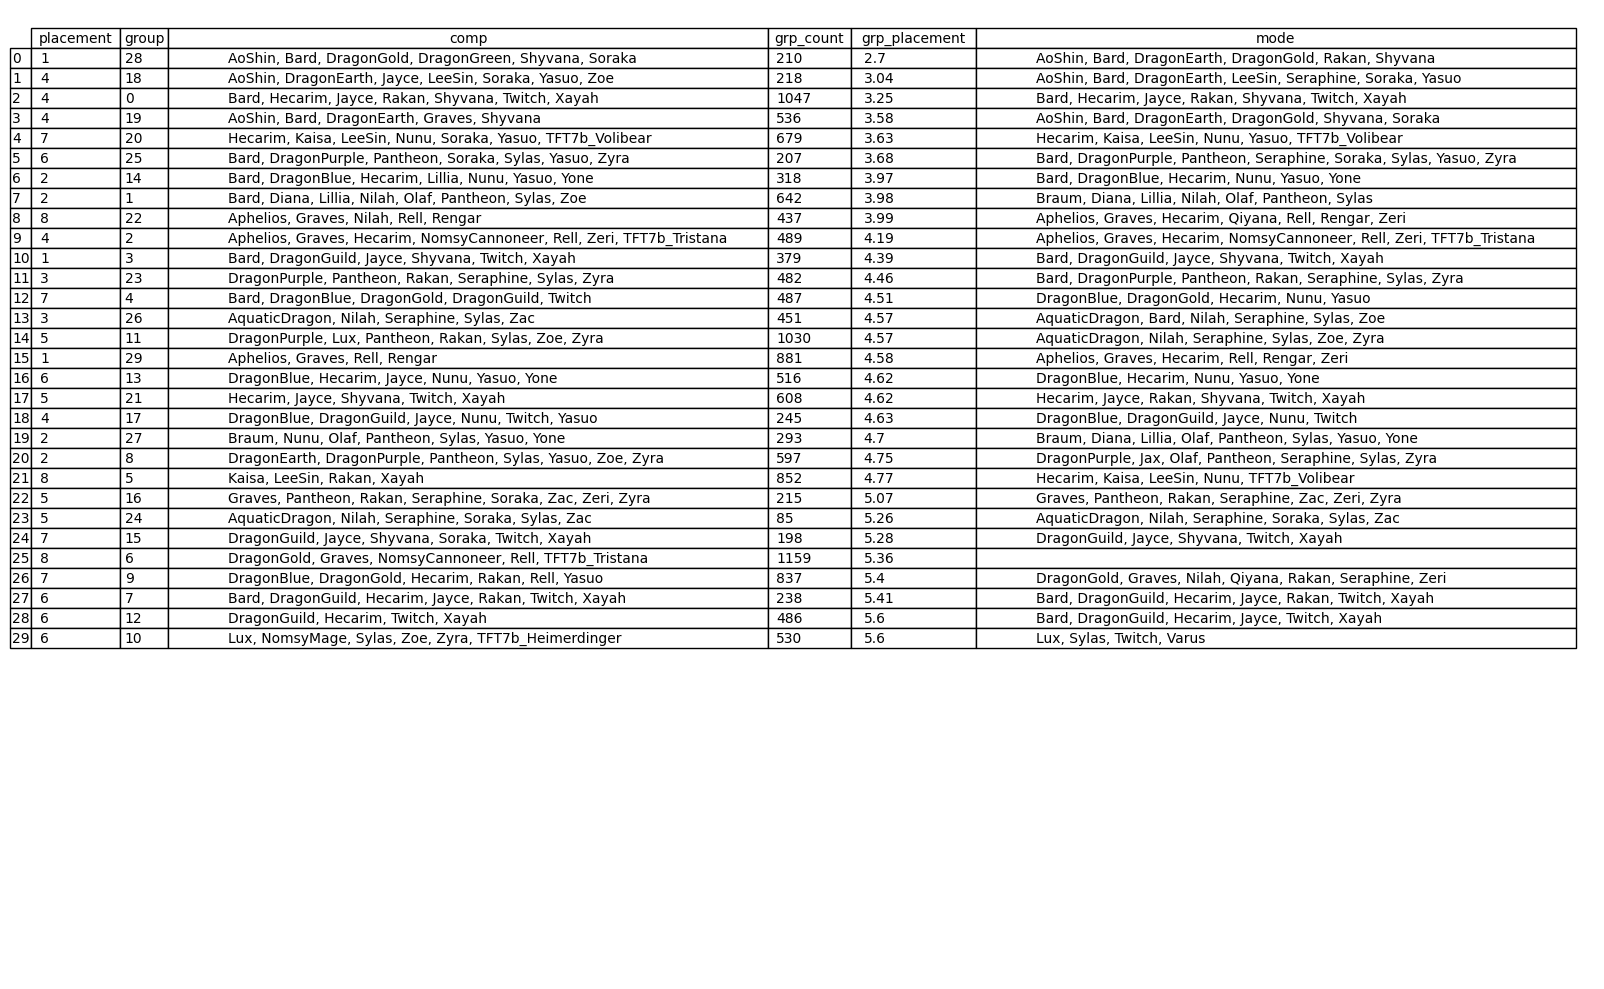 placement group comp grp_count grp_placement mode
0 1 28 AoShin, Bard, DragonGold, DragonGreen, Shyvana, Soraka 210 2.7 AoShin, Bard, DragonEarth, DragonGold, Rakan, Shyvana
1 4 18 AoShin, DragonEarth, Jayce, LeeSin, Soraka, Yasuo, Zoe 218 3.04 AoShin, Bard, DragonEarth, LeeSin, Seraphine, Soraka, Yasuo
2 4 0 Bard, Hecarim, Jayce, Rakan, Shyvana, Twitch, Xayah 1047 3.25 Bard, Hecarim, Jayce, Rakan, Shyvana, Twitch, Xayah
3 4 19 AoShin, Bard, DragonEarth, Graves, Shyvana 536 3.58 AoShin, Bard, DragonEarth, DragonGold, Shyvana, Soraka
4 7 20 Hecarim, Kaisa, LeeSin, Nunu, Soraka, Yasuo, TFT7b_Volibear 679 3.63 Hecarim, Kaisa, LeeSin, Nunu, Yasuo, TFT7b_Volibear
5 6 25 Bard, DragonPurple, Pantheon, Soraka, Sylas, Yasuo, Zyra 207 3.68 Bard, DragonPurple, Pantheon, Seraphine, Soraka, Sylas, Yasuo, Zyra
6 2 14 Bard, DragonBlue, Hecarim, Lillia, Nunu, Yasuo, Yone 318 3.97 Bard, DragonBlue, Hecarim, Nunu, Yasuo, Yone
7 2 1 Bard, Diana, Lillia, Nilah, Olaf, Pantheon, Sylas, Zoe 642 3.98 Braum, Diana, Lillia, Nilah, Olaf, Pantheon, Sylas
8 8 22 Aphelios, Graves, Nilah, Rell, Rengar 437 3.99 Aphelios, Graves, Hecarim, Qiyana, Rell, Rengar, Zeri
9 4 2 Aphelios, Graves, Hecarim, NomsyCannoneer, Rell, Zeri, TFT7b_Tristana 489 4.19 Aphelios, Graves, Hecarim, NomsyCannoneer, Rell, Zeri, TFT7b_Tristana
10 1 3 Bard, DragonGuild, Jayce, Shyvana, Twitch, Xayah 379 4.39 Bard, DragonGuild, Jayce, Shyvana, Twitch, Xayah
11 3 23 DragonPurple, Pantheon, Rakan, Seraphine, Sylas, Zyra 482 4.46 Bard, DragonPurple, Pantheon, Rakan, Seraphine, Sylas, Zyra
12 7 4 Bard, DragonBlue, DragonGold, DragonGuild, Twitch 487 4.51 DragonBlue, DragonGold, Hecarim, Nunu, Yasuo
13 3 26 AquaticDragon, Nilah, Seraphine, Sylas, Zac 451 4.57 AquaticDragon, Bard, Nilah, Seraphine, Sylas, Zoe
14 5 11 DragonPurple, Lux, Pantheon, Rakan, Sylas, Zoe, Zyra 1030 4.57 AquaticDragon, Nilah, Seraphine, Sylas, Zoe, Zyra
15 1 29 Aphelios, Graves, Rell, Rengar 881 4.58 Aphelios, Graves, Hecarim, Rell, Rengar, Zeri
16 6 13 DragonBlue, Hecarim, Jayce, Nunu, Yasuo, Yone 516 4.62 DragonBlue, Hecarim, Nunu, Yasuo, Yone
17 5 21 Hecarim, Jayce, Shyvana, Twitch, Xayah 608 4.62 Hecarim, Jayce, Rakan, Shyvana, Twitch, Xayah
18 4 17 DragonBlue, DragonGuild, Jayce, Nunu, Twitch, Yasuo 245 4.63 DragonBlue, DragonGuild, Jayce, Nunu, Twitch
19 2 27 Braum, Nunu, Olaf, Pantheon, Sylas, Yasuo, Yone 293 4.7 Braum, Diana, Lillia, Olaf, Pantheon, Sylas, Yasuo, Yone
20 2 8 DragonEarth, DragonPurple, Pantheon, Sylas, Yasuo, Zoe, Zyra 597 4.75 DragonPurple, Jax, Olaf, Pantheon, Seraphine, Sylas, Zyra
21 8 5 Kaisa, LeeSin, Rakan, Xayah 852 4.77 Hecarim, Kaisa, LeeSin, Nunu, TFT7b_Volibear
22 5 16 Graves, Pantheon, Rakan, Seraphine, Soraka, Zac, Zeri, Zyra 215 5.07 Graves, Pantheon, Rakan, Seraphine, Zac, Zeri, Zyra
23 5 24 AquaticDragon, Nilah, Seraphine, Soraka, Sylas, Zac 85 5.26 AquaticDragon, Nilah, Seraphine, Soraka, Sylas, Zac
24 7 15 DragonGuild, Jayce, Shyvana, Soraka, Twitch, Xayah 198 5.28 DragonGuild, Jayce, Shyvana, Twitch, Xayah
25 8 6 DragonGold, Graves, NomsyCannoneer, Rell, TFT7b_Tristana 1159 5.36
26 7 9 DragonBlue, DragonGold, Hecarim, Rakan, Rell, Yasuo 837 5.4 DragonGold, Graves, Nilah, Qiyana, Rakan, Seraphine, Zeri
27 6 7 Bard, DragonGuild, Hecarim, Jayce, Rakan, Twitch, Xayah 238 5.41 Bard, DragonGuild, Hecarim, Jayce, Rakan, Twitch, Xayah
28 6 12 DragonGuild, Hecarim, Twitch, Xayah 486 5.6 Bard, DragonGuild, Hecarim, Jayce, Twitch, Xayah
29 6 10 Lux, NomsyMage, Sylas, Zoe, Zyra, TFT7b_Heimerdinger 530 5.6 Lux, Sylas, Twitch, Varus